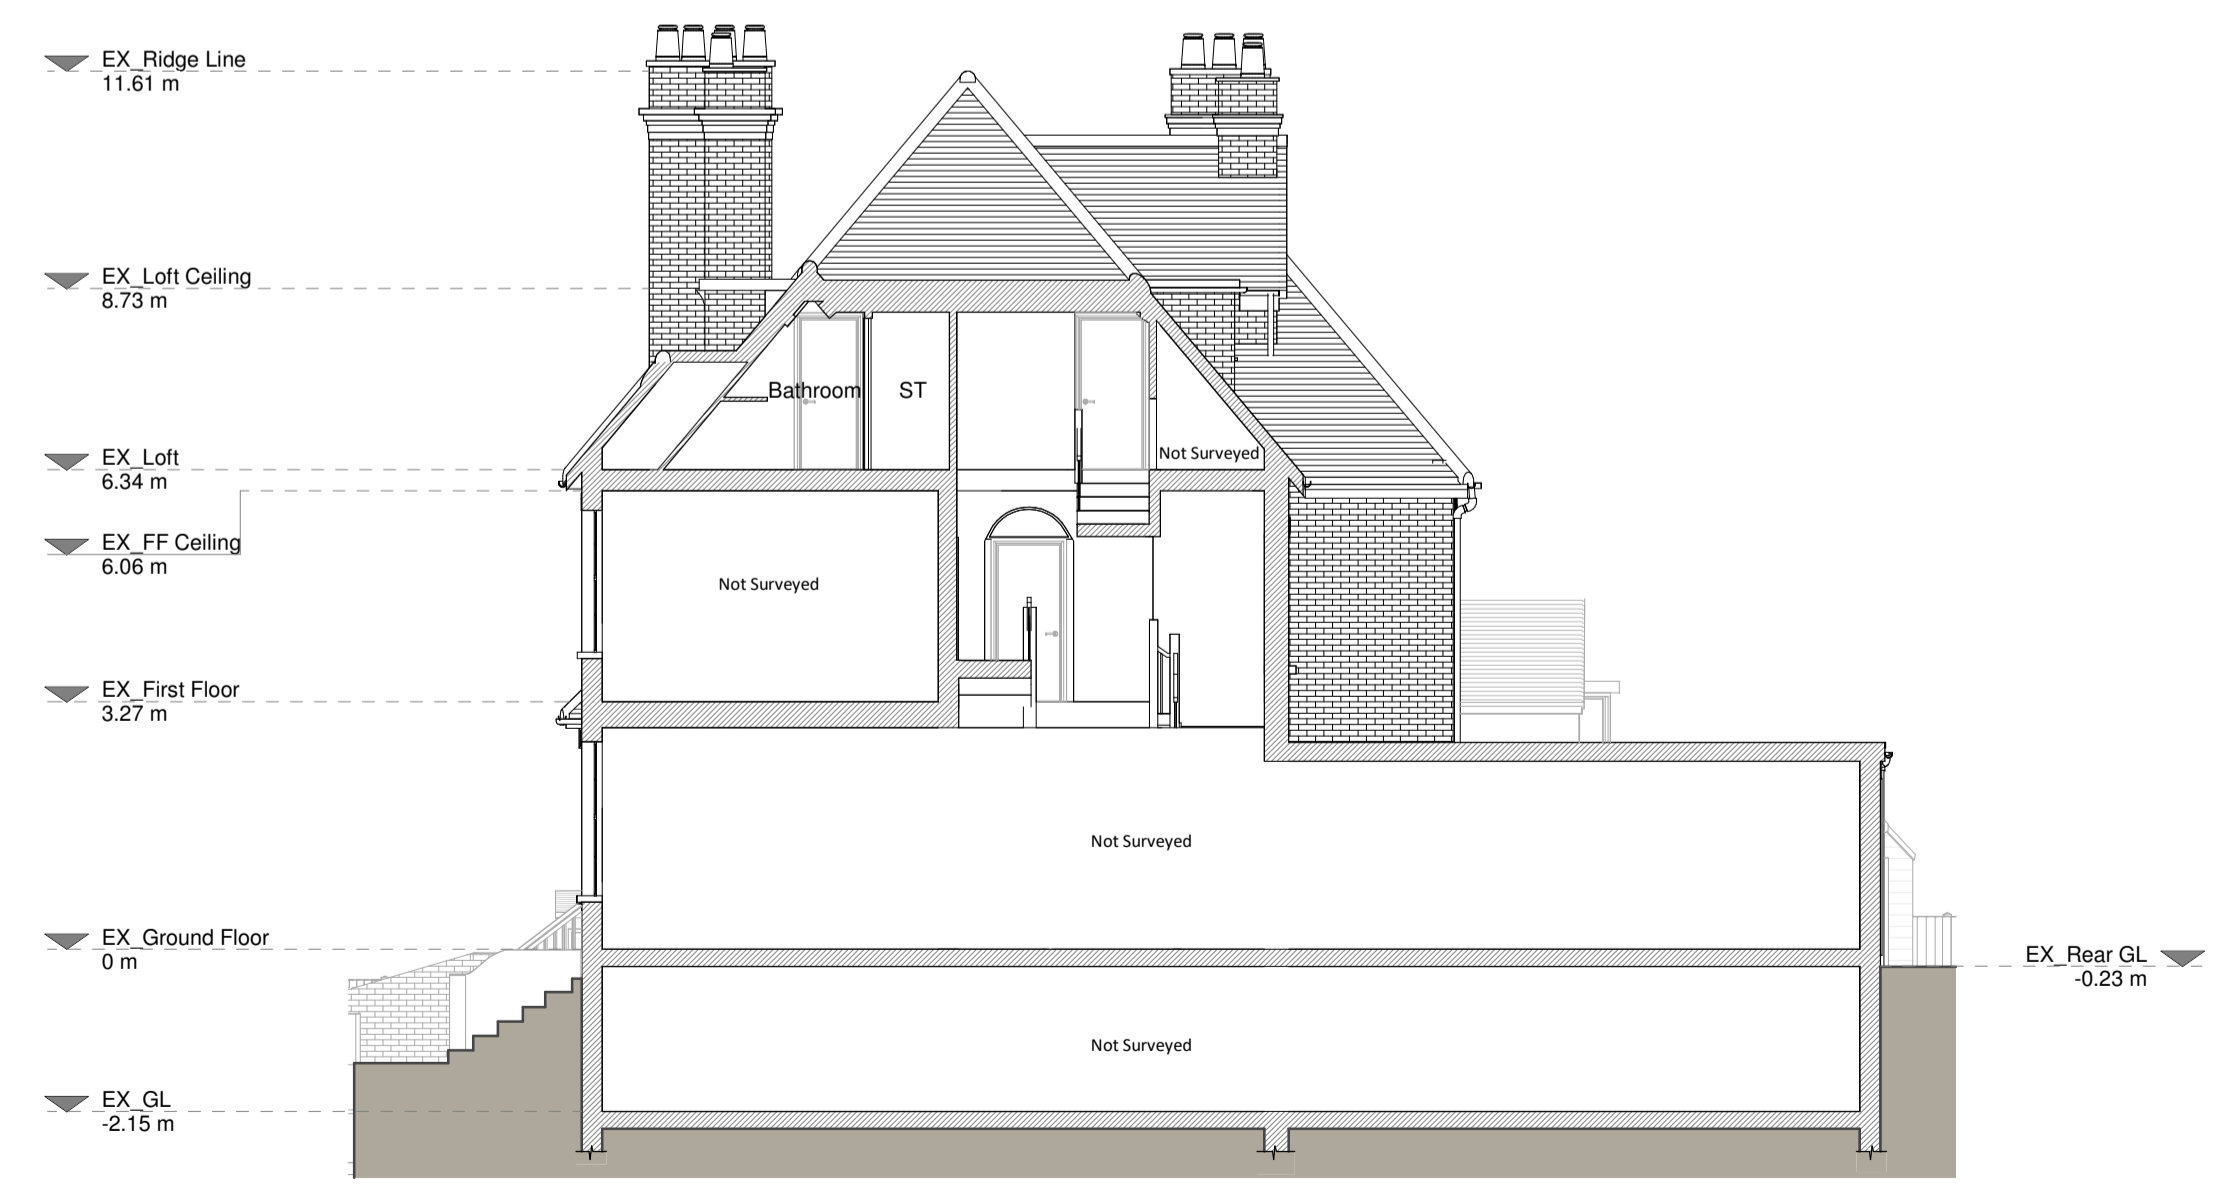 EX_Ridge Line
11.61 m
EX_Loft Ceiling
8.73 m
Bathroom
ST
EX_Loft
6.34 m
Not Surveyed
EX_FF Ceiling
6.06 m
Not Surveyed
EX_First Floor
3.27 m
Not Surveyed
EX_Ground Floor
0 m
EX_Rear GL
-0.23 m
Not Surveyed
EX_GL
-2.15 m